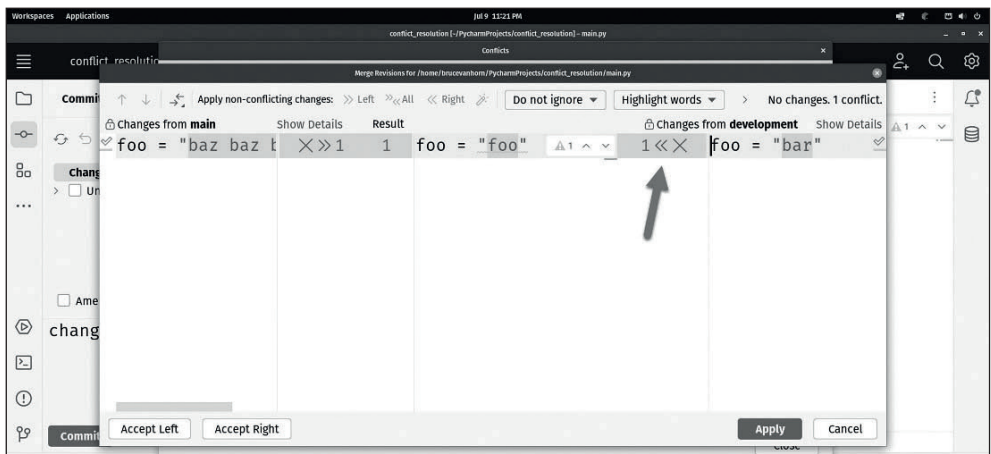 Workspaces Applications
Jul 9 11:21 PM
conflict_resolution [~/PycharmProjects/conflict_resolution] – main.py
Conflicts
conflict_resolutio
Merge Revisions for /home/brucevanhorn/PycharmProjects/conflict_resolution/main.py
Commi
Apply non-conflicting changes: Left All Right Do not ignore Highlight words No changes. 1 conflict.
Changes from main Show Details Result Changes from development Show Details
1
foo = "baz baz b 1 1 foo = "foo" 1 1 foo = "bar"
Chang
Un
Ame
chang
Accept Left Accept Right Apply Cancel
Commit
Close